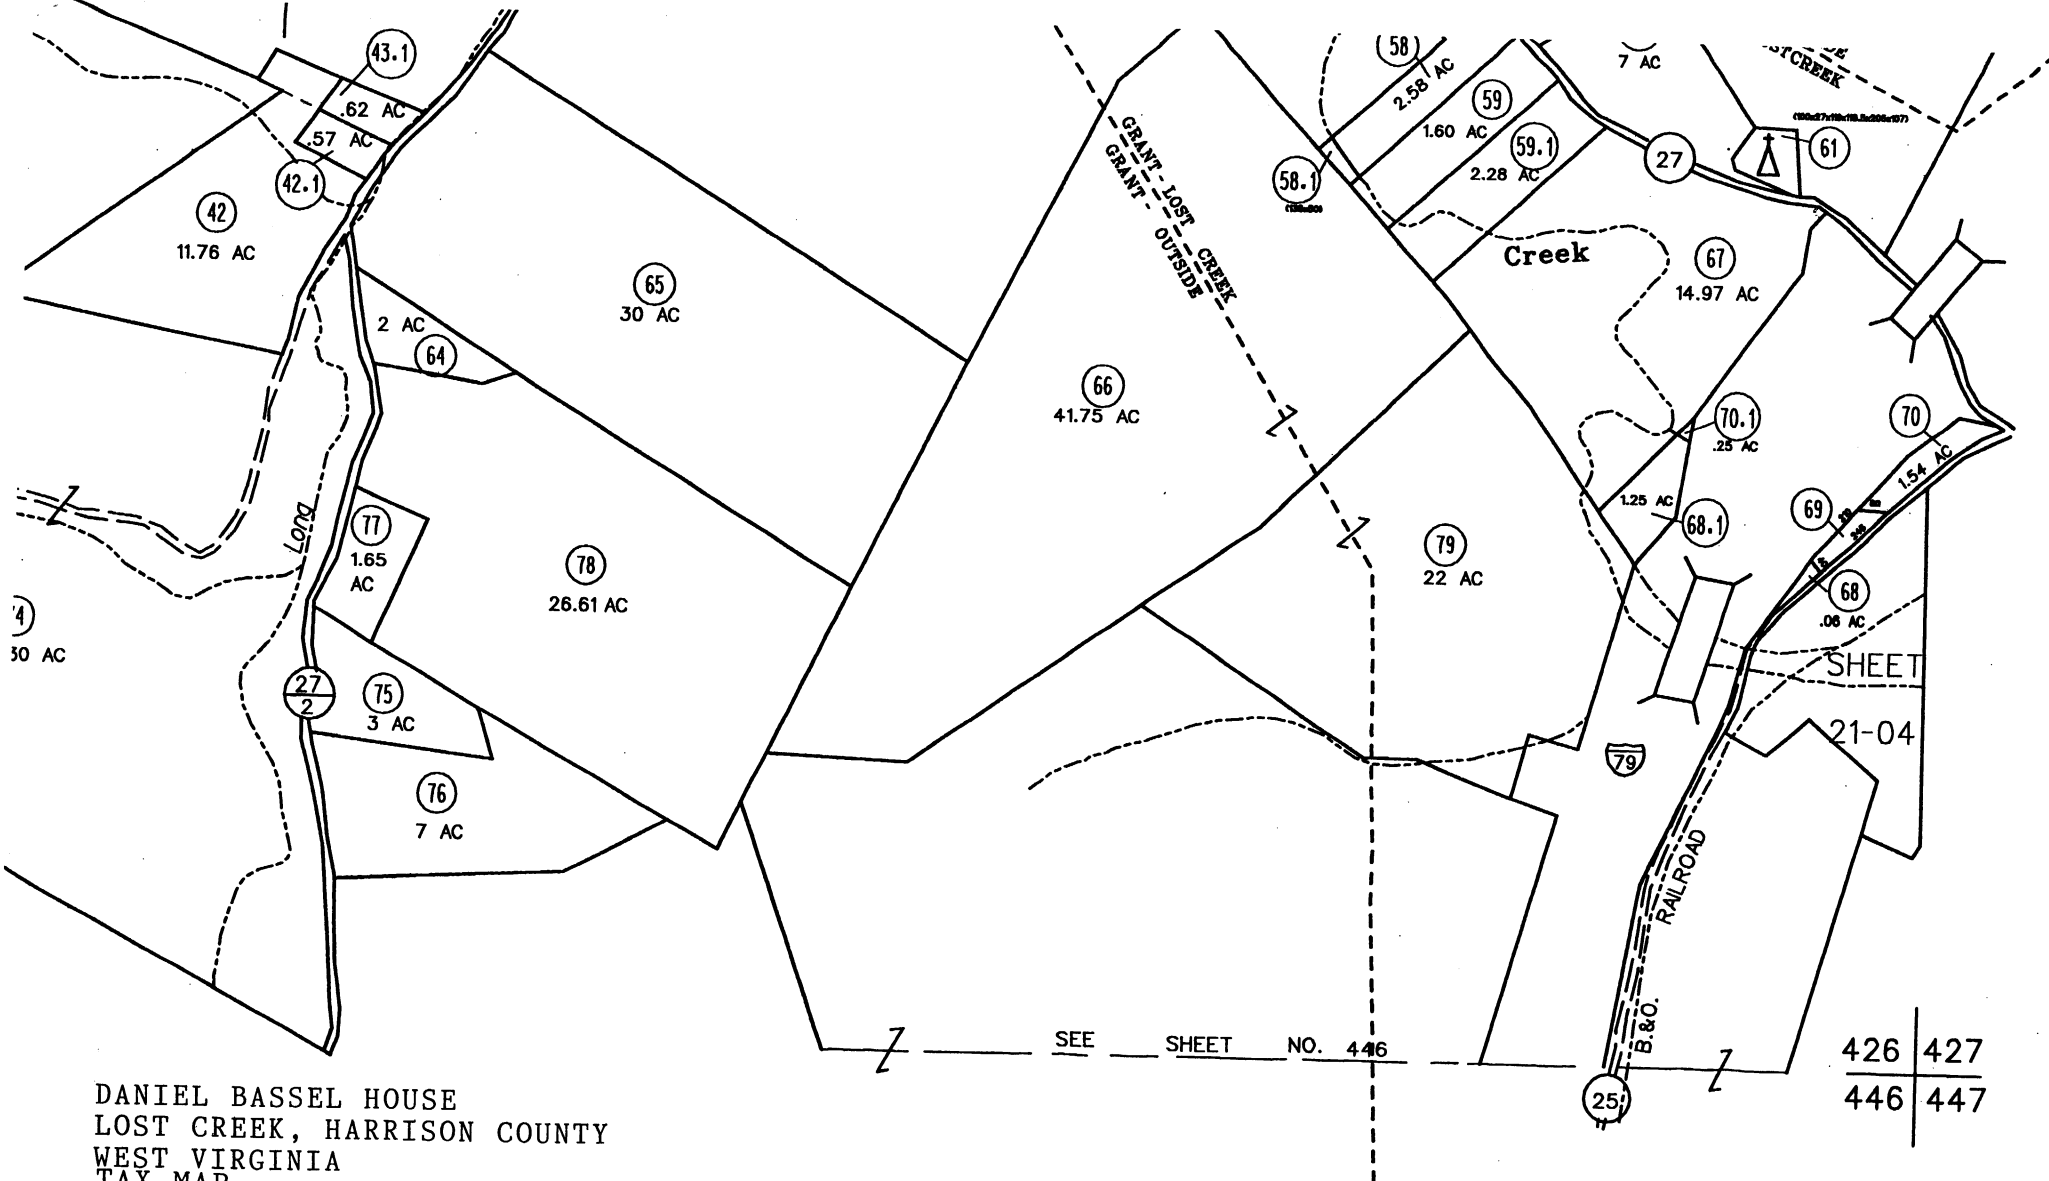 43.1
.62 AC
.57 AC
42.1
42
11.76 AC
65
30 AC
2 AC
64
77
1.65
AC
78
26.61 AC
Long
30 AC
27
2
75
3 AC
76
7 AC
GRANT - LOST CREEK
GRANT - OUTSIDE
66
41.75 AC
58
2.58 AC
59
1.60 AC
59.1
2.28 AC
58.1
7 AC
27
61
Creek
67
14.97 AC
70.1
.25 AC
1.25 AC
68.1
70
1.54 AC
69
68
.06 AC
79
22 AC
SHEET
21-04
79
RAILROAD
B.&O.
25
SEE SHEET NO. 446
426 427
446 447
DANIEL BASSEL HOUSE
LOST CREEK, HARRISON COUNTY
WEST VIRGINIA
TAX MAP